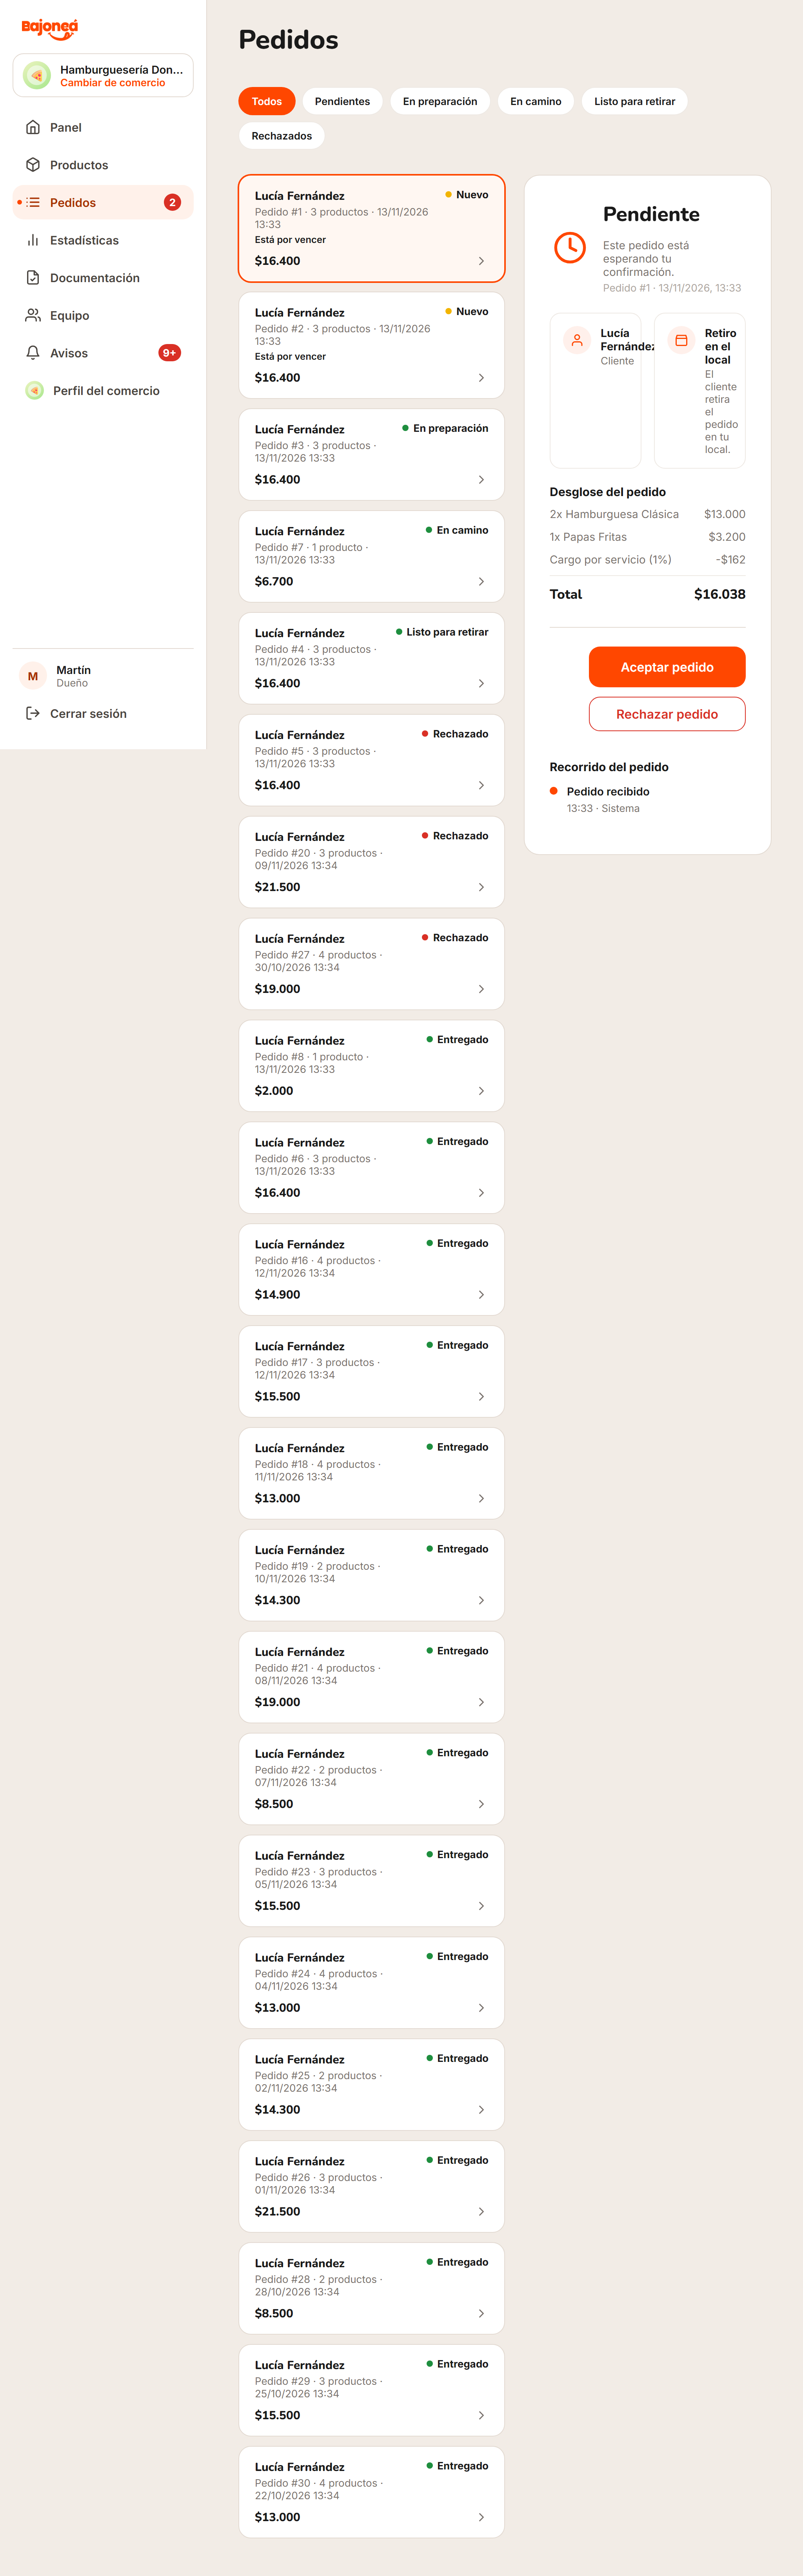 Bajoneá
Hamburguesería Don...
Cambiar de comercio
Panel
Productos
Pedidos
2
Estadísticas
Documentación
Equipo
Avisos
9+
Perfil del comercio
M
Martín
Dueño
Cerrar sesión
Pedidos
Todos
Pendientes
En preparación
En camino
Listo para retirar
Rechazados
Lucía Fernández
Nuevo
Pedido #1 · 3 productos · 13/11/2026
13:33
Está por vencer
$16.400
Lucía Fernández
Nuevo
Pedido #2 · 3 productos · 13/11/2026
13:33
Está por vencer
$16.400
Lucía Fernández
En preparación
Pedido #3 · 3 productos ·
13/11/2026 13:33
$16.400
Lucía Fernández
En camino
Pedido #7 · 1 producto ·
13/11/2026 13:33
$6.700
Lucía Fernández
Listo para retirar
Pedido #4 · 3 productos ·
13/11/2026 13:33
$16.400
Lucía Fernández
Rechazado
Pedido #5 · 3 productos ·
13/11/2026 13:33
$16.400
Lucía Fernández
Rechazado
Pedido #20 · 3 productos ·
09/11/2026 13:34
$21.500
Lucía Fernández
Rechazado
Pedido #27 · 4 productos ·
30/10/2026 13:34
$19.000
Lucía Fernández
Entregado
Pedido #8 · 1 producto ·
13/11/2026 13:33
$2.000
Lucía Fernández
Entregado
Pedido #6 · 3 productos ·
13/11/2026 13:33
$16.400
Lucía Fernández
Entregado
Pedido #16 · 4 productos ·
12/11/2026 13:34
$14.900
Lucía Fernández
Entregado
Pedido #17 · 3 productos ·
12/11/2026 13:34
$15.500
Lucía Fernández
Entregado
Pedido #18 · 4 productos ·
11/11/2026 13:34
$13.000
Lucía Fernández
Entregado
Pedido #19 · 2 productos ·
10/11/2026 13:34
$14.300
Lucía Fernández
Entregado
Pedido #21 · 4 productos ·
08/11/2026 13:34
$19.000
Lucía Fernández
Entregado
Pedido #22 · 2 productos ·
07/11/2026 13:34
$8.500
Lucía Fernández
Entregado
Pedido #23 · 3 productos ·
05/11/2026 13:34
$15.500
Lucía Fernández
Entregado
Pedido #24 · 4 productos ·
04/11/2026 13:34
$13.000
Lucía Fernández
Entregado
Pedido #25 · 2 productos ·
02/11/2026 13:34
$14.300
Lucía Fernández
Entregado
Pedido #26 · 3 productos ·
01/11/2026 13:34
$21.500
Lucía Fernández
Entregado
Pedido #28 · 2 productos ·
28/10/2026 13:34
$8.500
Lucía Fernández
Entregado
Pedido #29 · 3 productos ·
25/10/2026 13:34
$15.500
Lucía Fernández
Entregado
Pedido #30 · 4 productos ·
22/10/2026 13:34
$13.000
Pendiente
Este pedido está
esperando tu
confirmación.
Pedido #1 · 13/11/2026, 13:33
Lucía
Fernández
Cliente
Retiro
en el
local
El
cliente
retira
el
pedido
en tu
local.
Desglose del pedido
2x Hamburguesa Clásica $13.000
1x Papas Fritas $3.200
Cargo por servicio (1%) -$162
Total $16.038
Aceptar pedido
Rechazar pedido
Recorrido del pedido
Pedido recibido
13:33 · Sistema